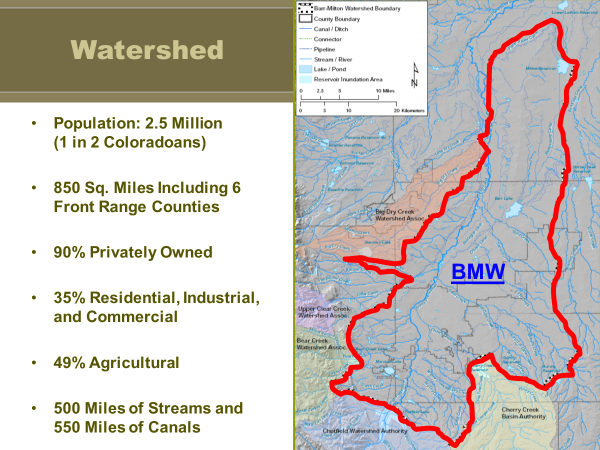 Watershed
• Population: 2.5 Million
(1 in 2 Coloradoans)
• 850 Sq. Miles Including 6
Front Range Counties
• 90% Privately Owned
• 35% Residential, Industrial,
and Commercial
• 49% Agricultural
• 500 Miles of Streams and
550 Miles of Canals
Barr-Milton Watershed Boundary
County Boundary
Canal / Ditch
Connector
Pipeline
Stream / River
Lake / Pond
Reservoir Inundation Area
0 2.5 5 10 Miles
0 5 10 20 Kilometers
N
Big Dry Creek
Watershed Assoc.
Barr Lake
BMW
Upper Clear Creek
Watershed Assoc.
Bear Creek
Watershed Assoc.
Cherry Creek
Basin Authority
Chatfield Watershed Authority